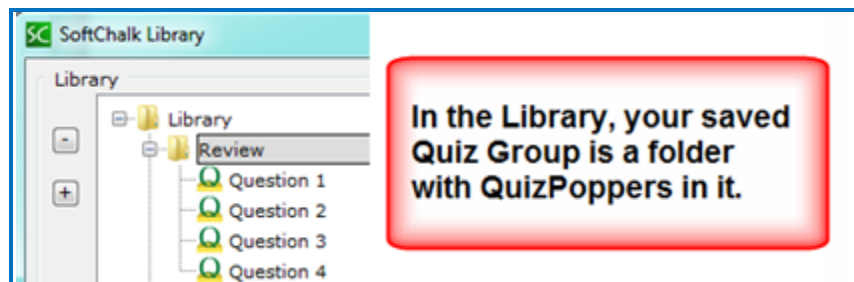 SC SoftChalk Library
Library
Library
Review
Question 1
Question 2
Question 3
Question 4
In the Library, your saved
Quiz Group is a folder
with QuizPoppers in it.